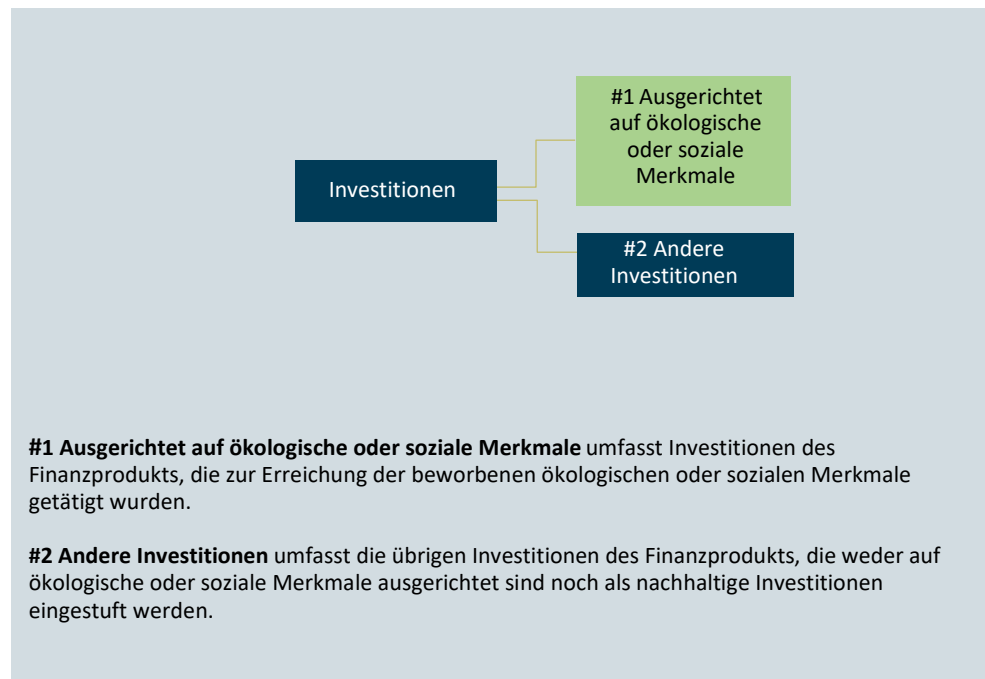 #1 Ausgerichtet
auf ökologische
oder soziale
Merkmale
Investitionen
#2 Andere
Investitionen
#1 Ausgerichtet auf ökologische oder soziale Merkmale umfasst Investitionen des
Finanzprodukts, die zur Erreichung der beworbenen ökologischen oder sozialen Merkmale
getätigt wurden.
#2 Andere Investitionen umfasst die übrigen Investitionen des Finanzprodukts, die weder auf
ökologische oder soziale Merkmale ausgerichtet sind noch als nachhaltige Investitionen
eingestuft werden.